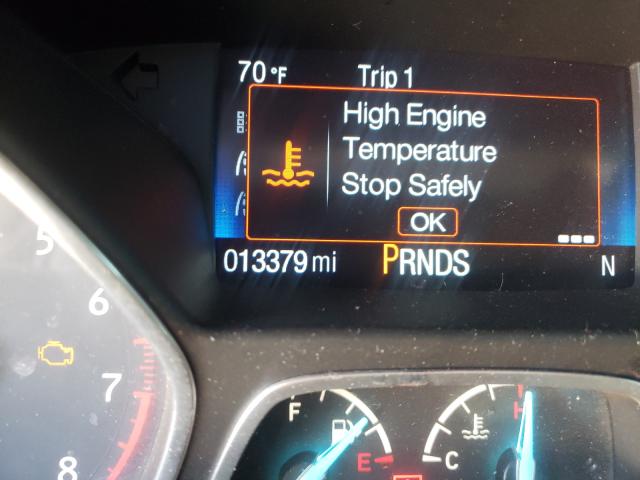 70°F Trip 1
High Engine
Temperature
Stop Safely
OK
013379 mi PRNDS N
5
6
7
8
F
E
H
C